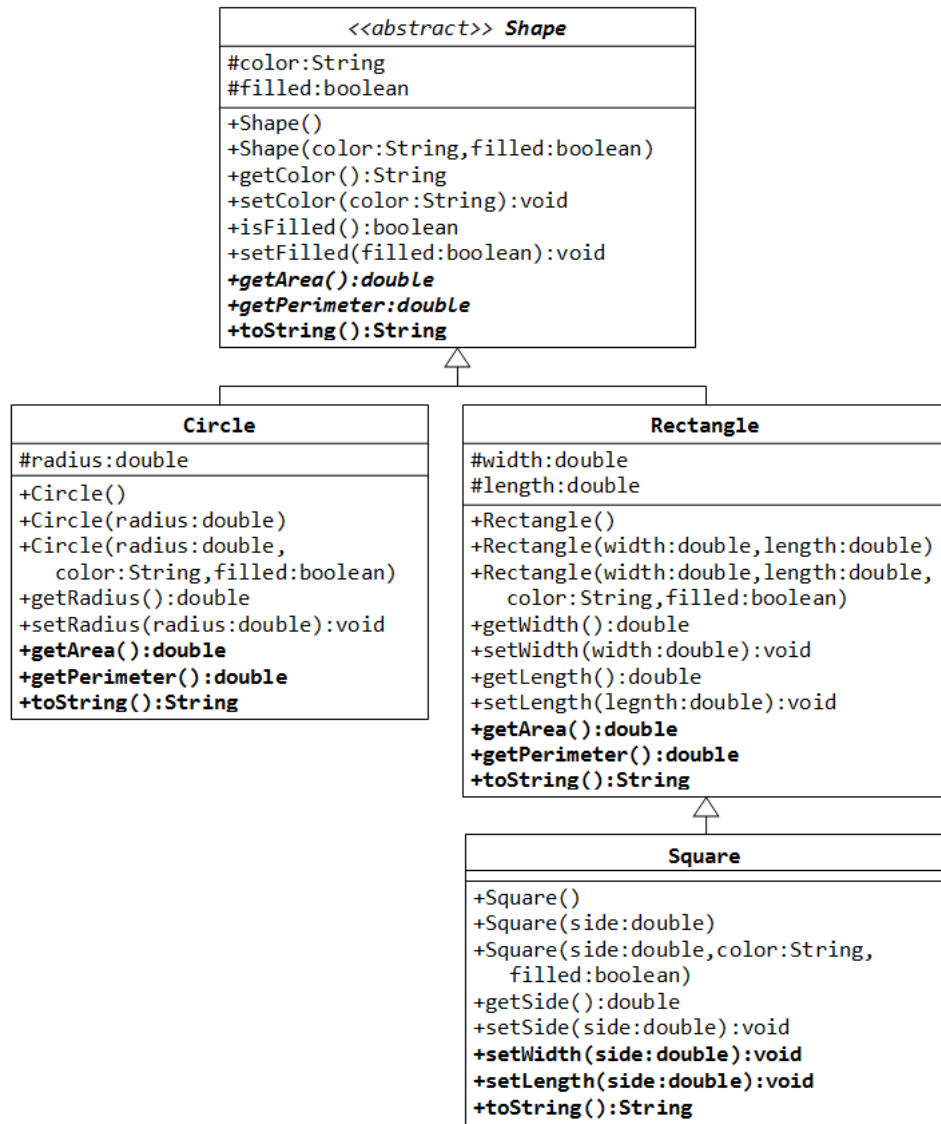 <<abstract>> Shape
#color:String
#filled:boolean
+Shape()
+Shape(color:String,filled:boolean)
+getColor():String
+setColor(color:String):void
+isFilled():boolean
+setFilled(filled:boolean):void
+getArea():double
+getPerimeter:double
+toString():String
Circle
#radius:double
+Circle()
+Circle(radius:double)
+Circle(radius:double,
color:String,filled:boolean)
+getRadius():double
+setRadius(radius:double):void
+getArea():double
+getPerimeter():double
+toString():String
Rectangle
#width:double
#length:double
+Rectangle()
+Rectangle(width:double,length:double)
+Rectangle(width:double,length:double,
color:String,filled:boolean)
+getWidth():double
+setWidth(width:double):void
+getLength():double
+setLength(legnth:double):void
+getArea():double
+getPerimeter():double
+toString():String
Square
+Square()
+Square(side:double)
+Square(side:double,color:String,
filled:boolean)
+getSide():double
+setSide(side:double):void
+setWidth(side:double):void
+setLength(side:double):void
+toString():String